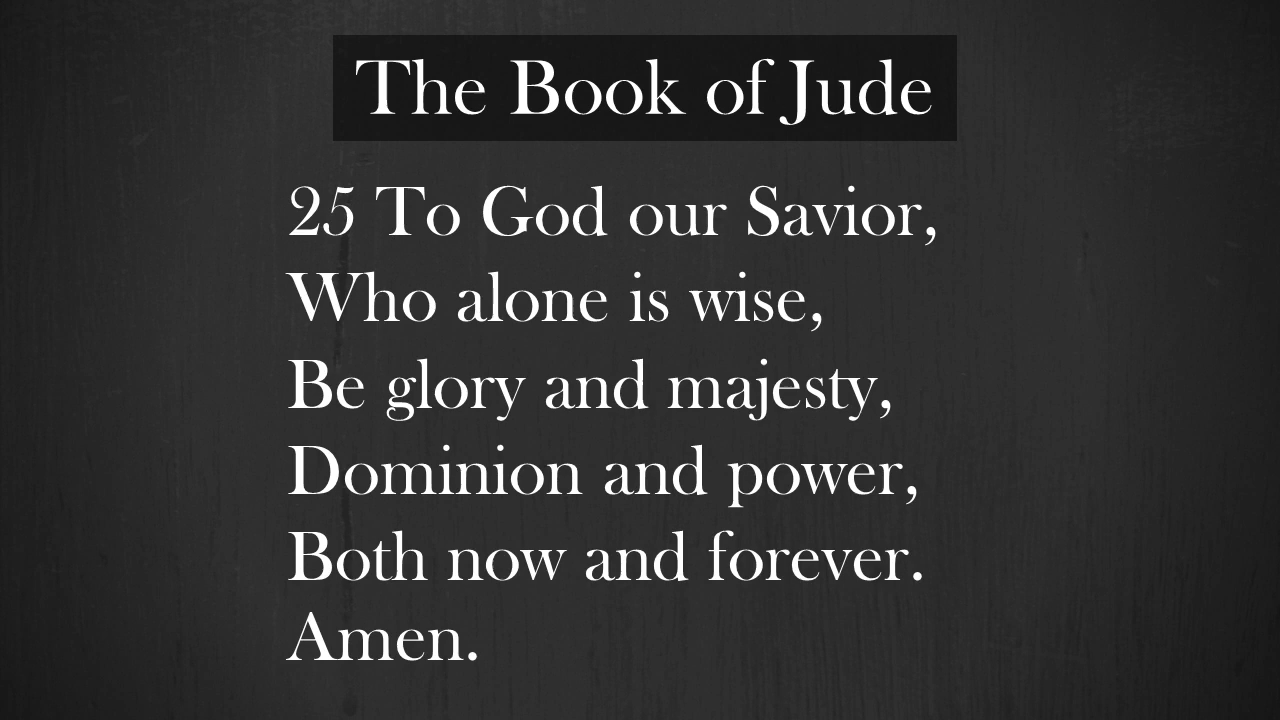 The Book of Jude
25 To God our Savior,
Who alone is wise,
Be glory and majesty,
Dominion and power,
Both now and forever.
Amen.